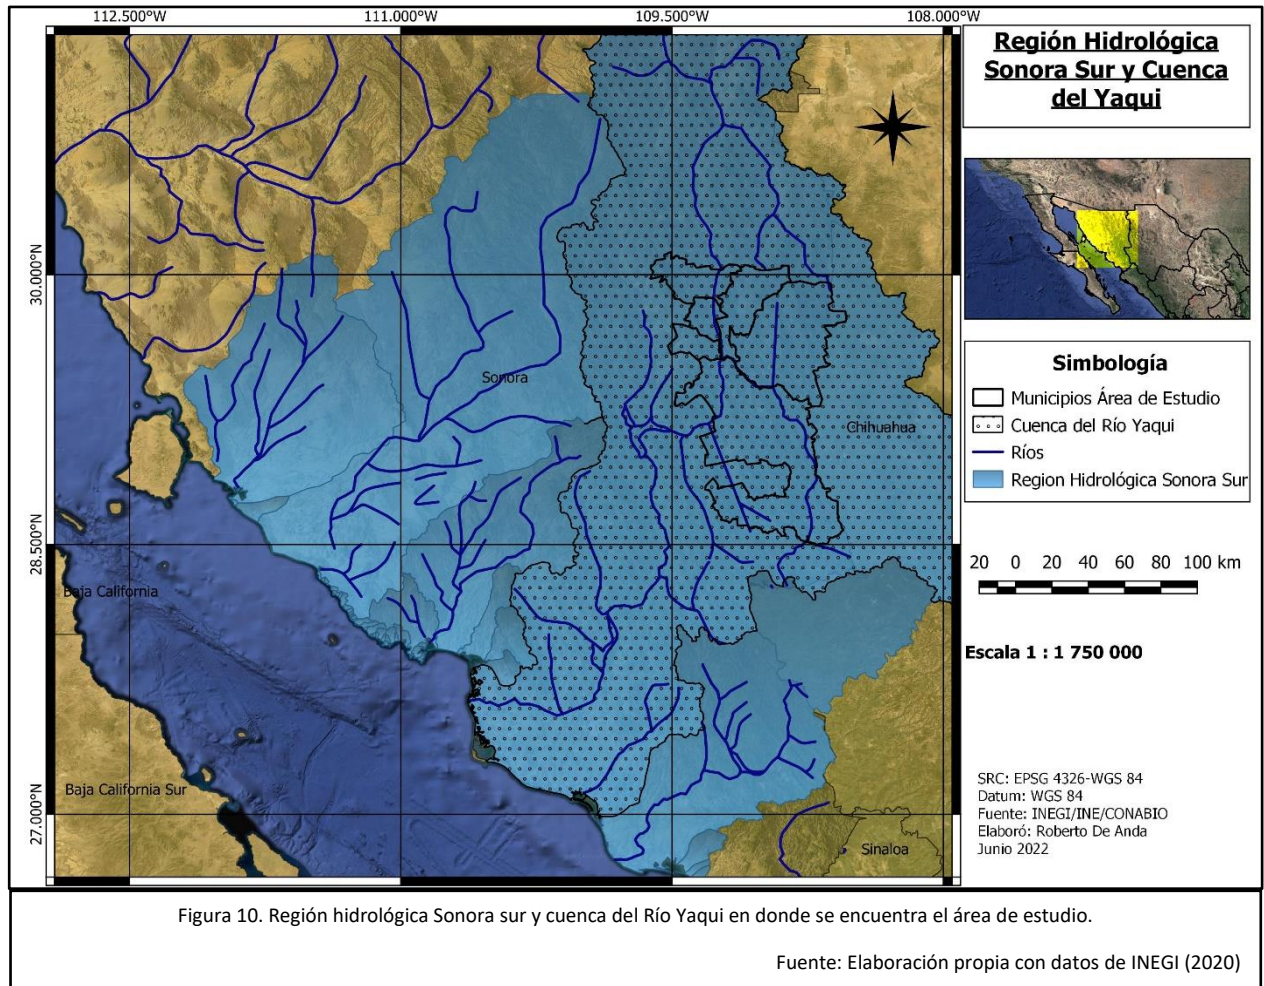 112.500°W 111.000°W 109.500°W 108.000°W
30.000°N
28.500°N
27.000°N
Sonora
Chihuahua
Baja California
Baja California Sur
Sinaloa
Región Hidrológica
Sonora Sur y Cuenca
del Yaqui
Simbología
Municipios Área de Estudio
Cuenca del Río Yaqui
Ríos
Region Hidrológica Sonora Sur
20 0 20 40 60 80 100 km
Escala 1 : 1 750 000
SRC: EPSG 4326-WGS 84
Datum: WGS 84
Fuente: INEGI/INE/CONABIO
Elaboró: Roberto De Anda
Junio 2022
Figura 10. Región hidrológica Sonora sur y cuenca del Río Yaqui en donde se encuentra el área de estudio.
Fuente: Elaboración propia con datos de INEGI (2020)